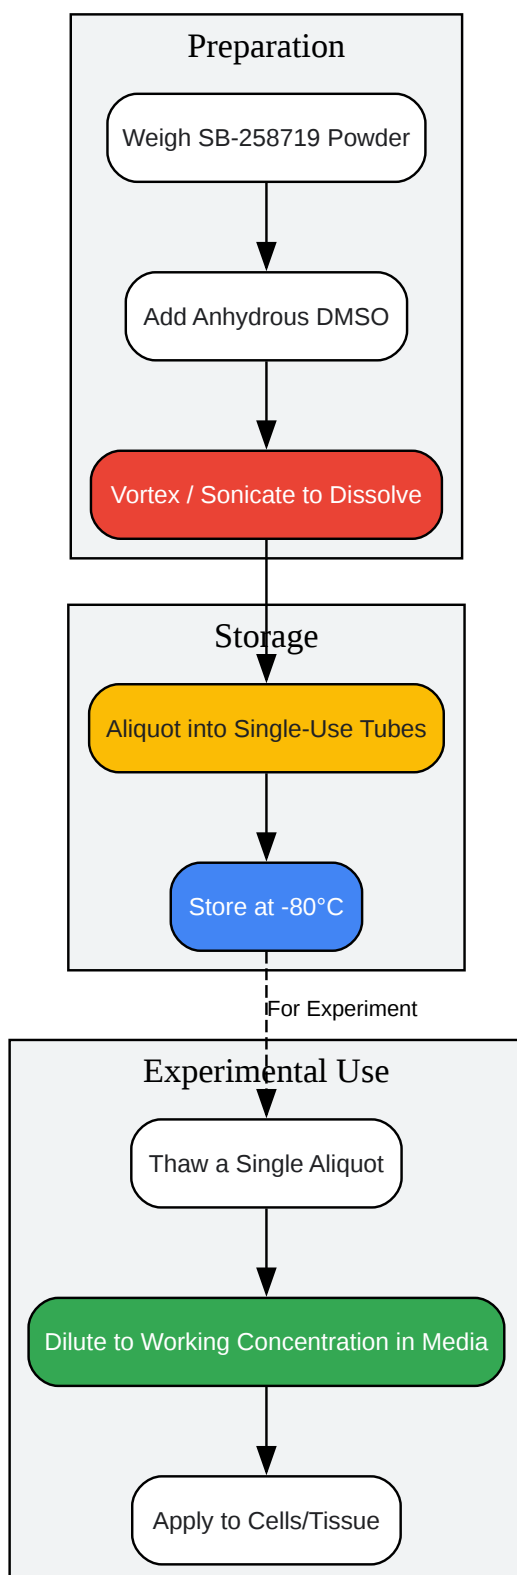 Preparation
Weigh SB-258719 Powder
Add Anhydrous DMSO
Vortex / Sonicate to Dissolve
Storage
Aliquot into Single-Use Tubes
Store at -80°C
For Experiment
Experimental Use
Thaw a Single Aliquot
Dilute to Working Concentration in Media
Apply to Cells/Tissue